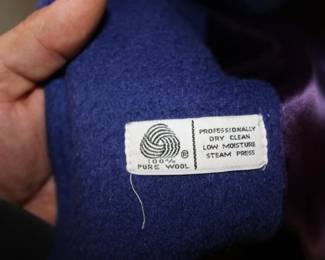 100%
PURE WOOL
®
PROFESSIONALLY
DRY CLEAN
LOW MOISTURE
STEAM PRESS